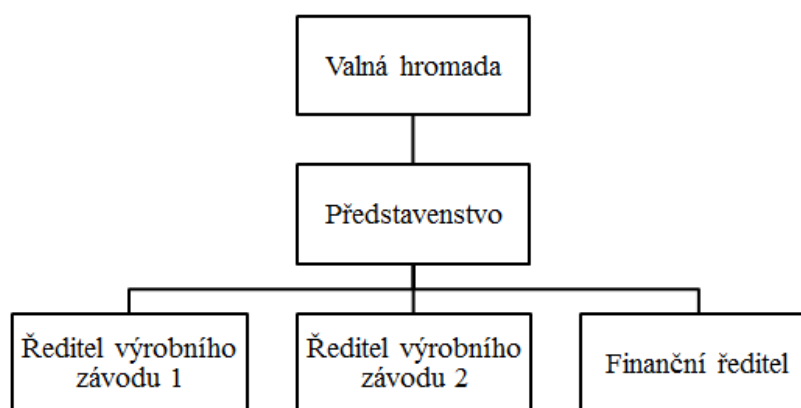 Valná hromada
Představenstvo
Ředitel výrobního
závodu 1
Ředitel výrobního
závodu 2
Finanční ředitel